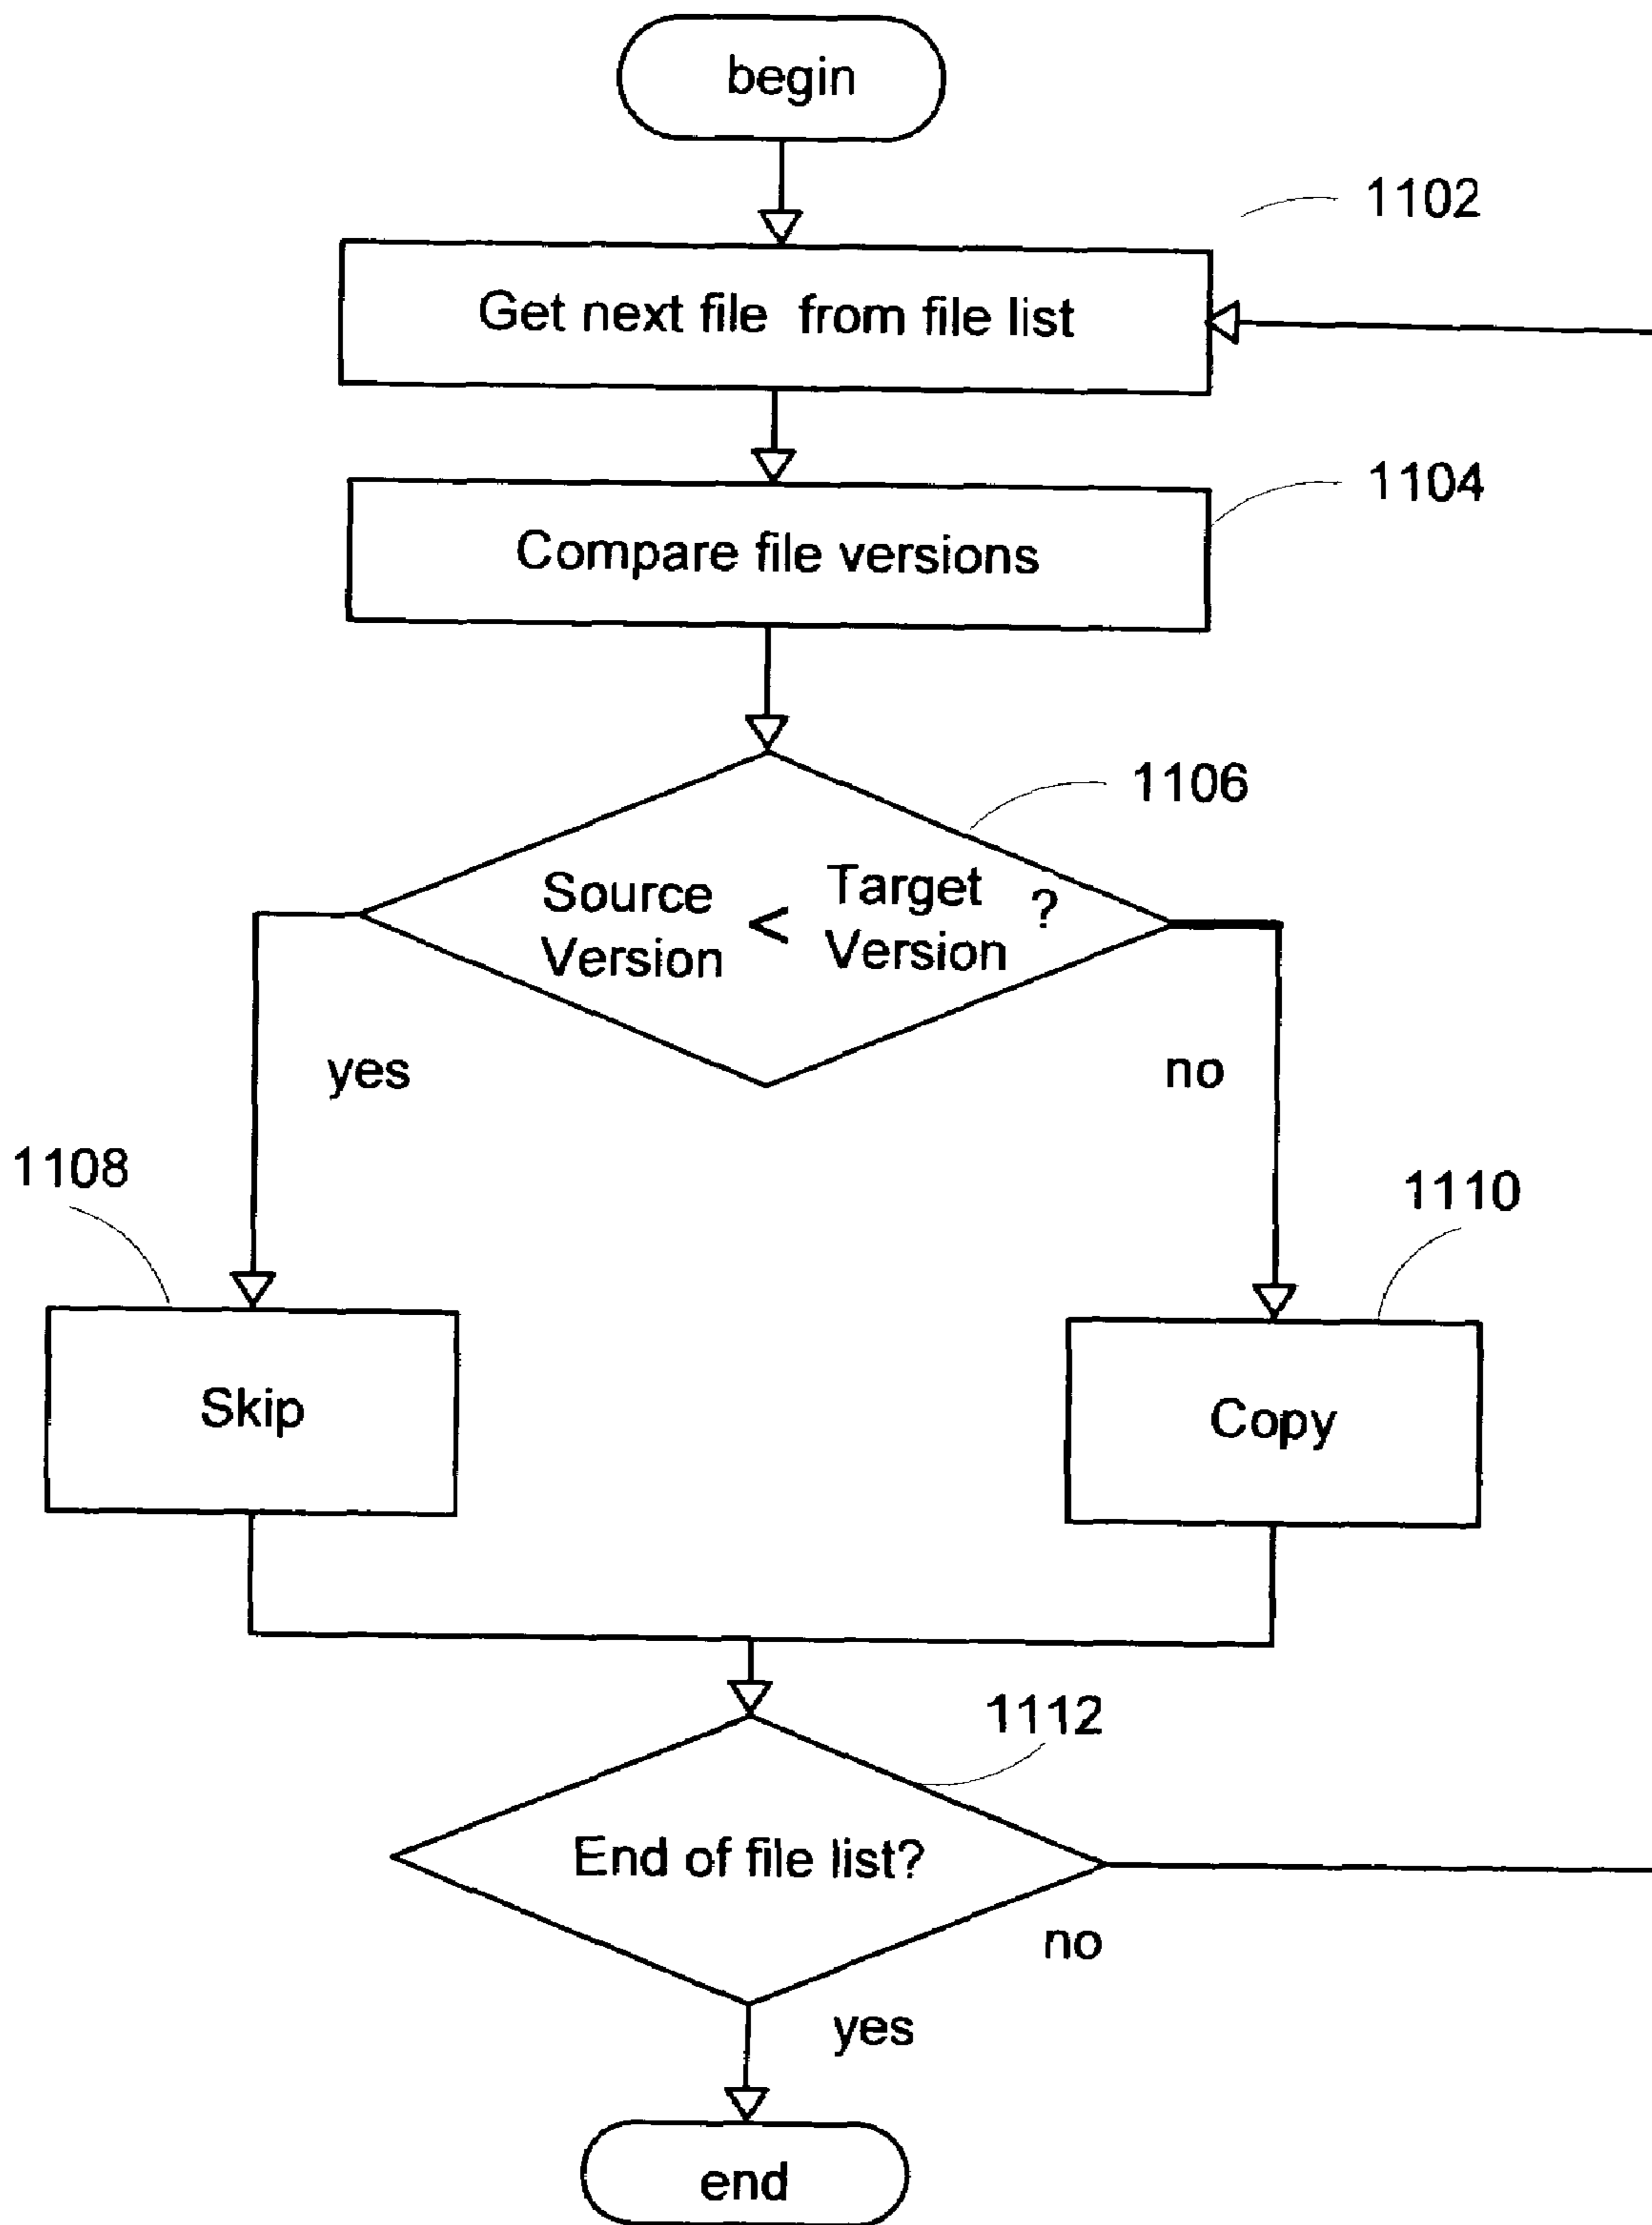 begin
1102
Get next file from file list
1104
Compare file versions
1106
Source Version < Target Version ?
yes
no
1108
1110
Skip
Copy
1112
End of file list?
no
yes
end